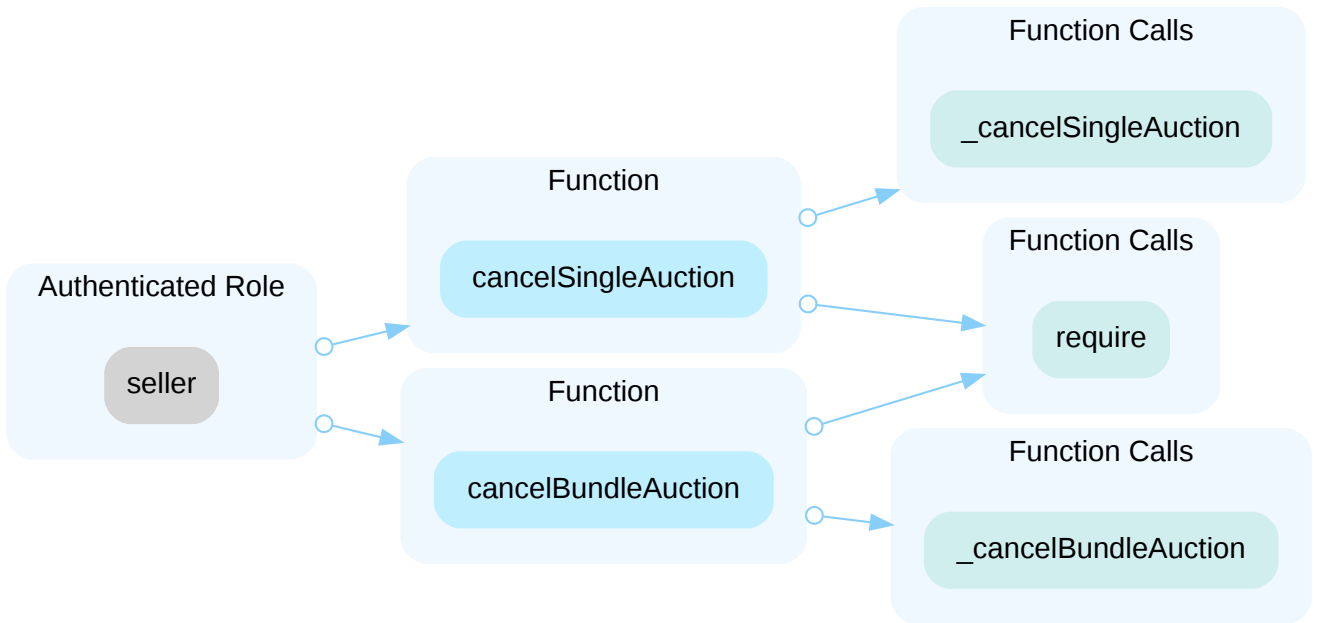 Authenticated Role
seller
Function
cancelSingleAuction
Function
cancelBundleAuction
Function Calls
_cancelSingleAuction
Function Calls
require
Function Calls
_cancelBundleAuction